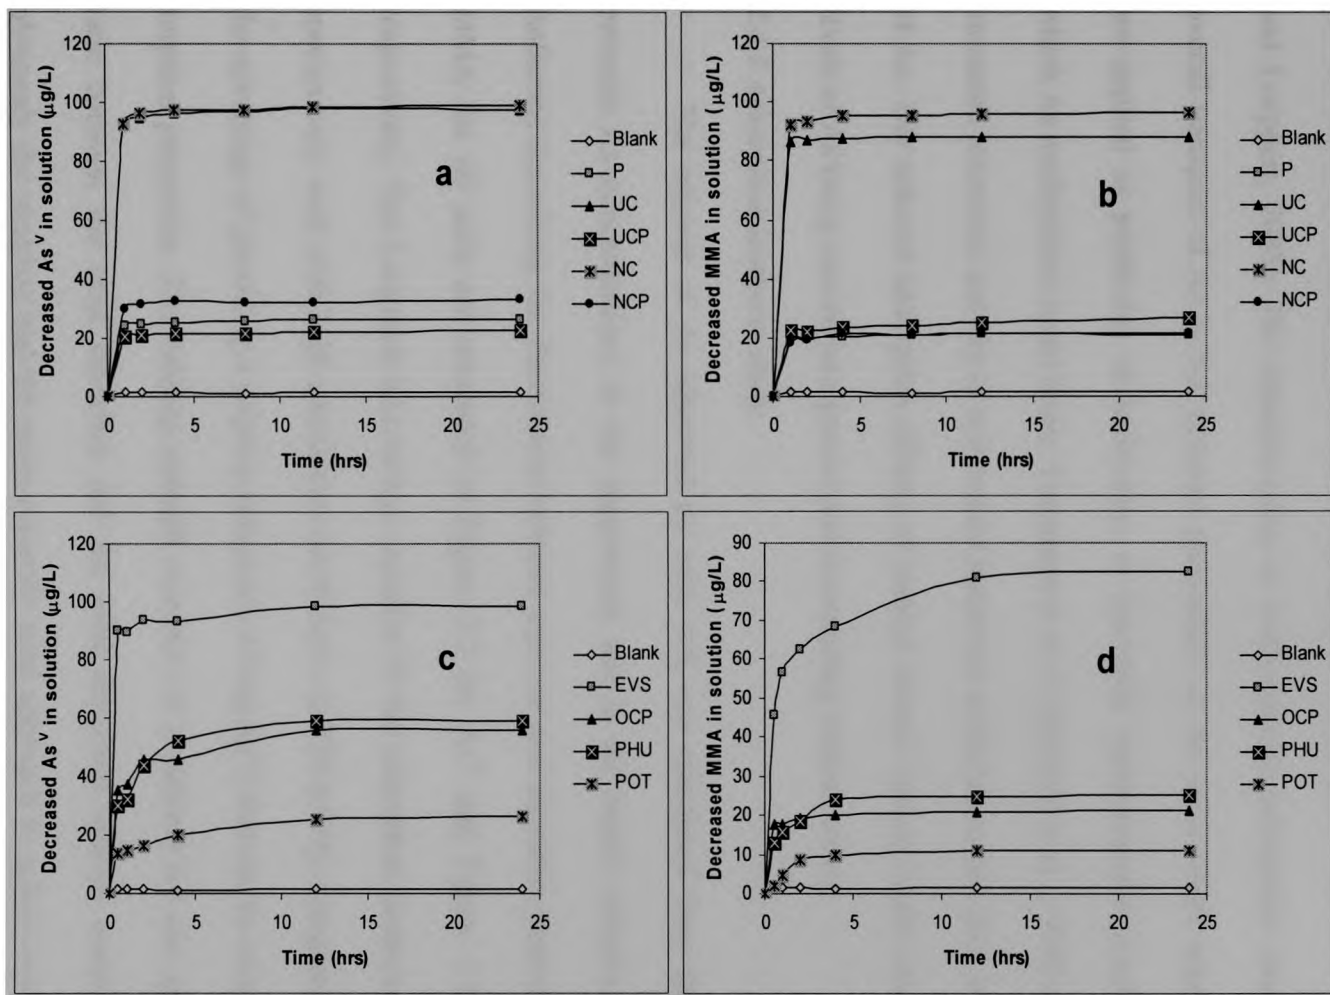 120
100
80
60
40
20
0
Decreased As V in solution (µg/L)
0 5 10 15 20 25
Time (hrs)
a
Blank
P
UC
UCP
NC
NCP
120
100
80
60
40
20
0
Decreased MMA in solution ( µg/L)
0 5 10 15 20 25
Time (hrs)
b
Blank
P
UC
UCP
NC
NCP
120
100
80
60
40
20
0
Decreased As V in solution (µg/L)
0 5 10 15 20 25
Time (hrs)
c
Blank
EVS
OCP
PHU
POT
90
80
70
60
50
40
30
20
10
0
Decreased MMA in solution ( µg/L)
0 5 10 15 20 25
Time (hrs)
d
Blank
EVS
OCP
PHU
POT